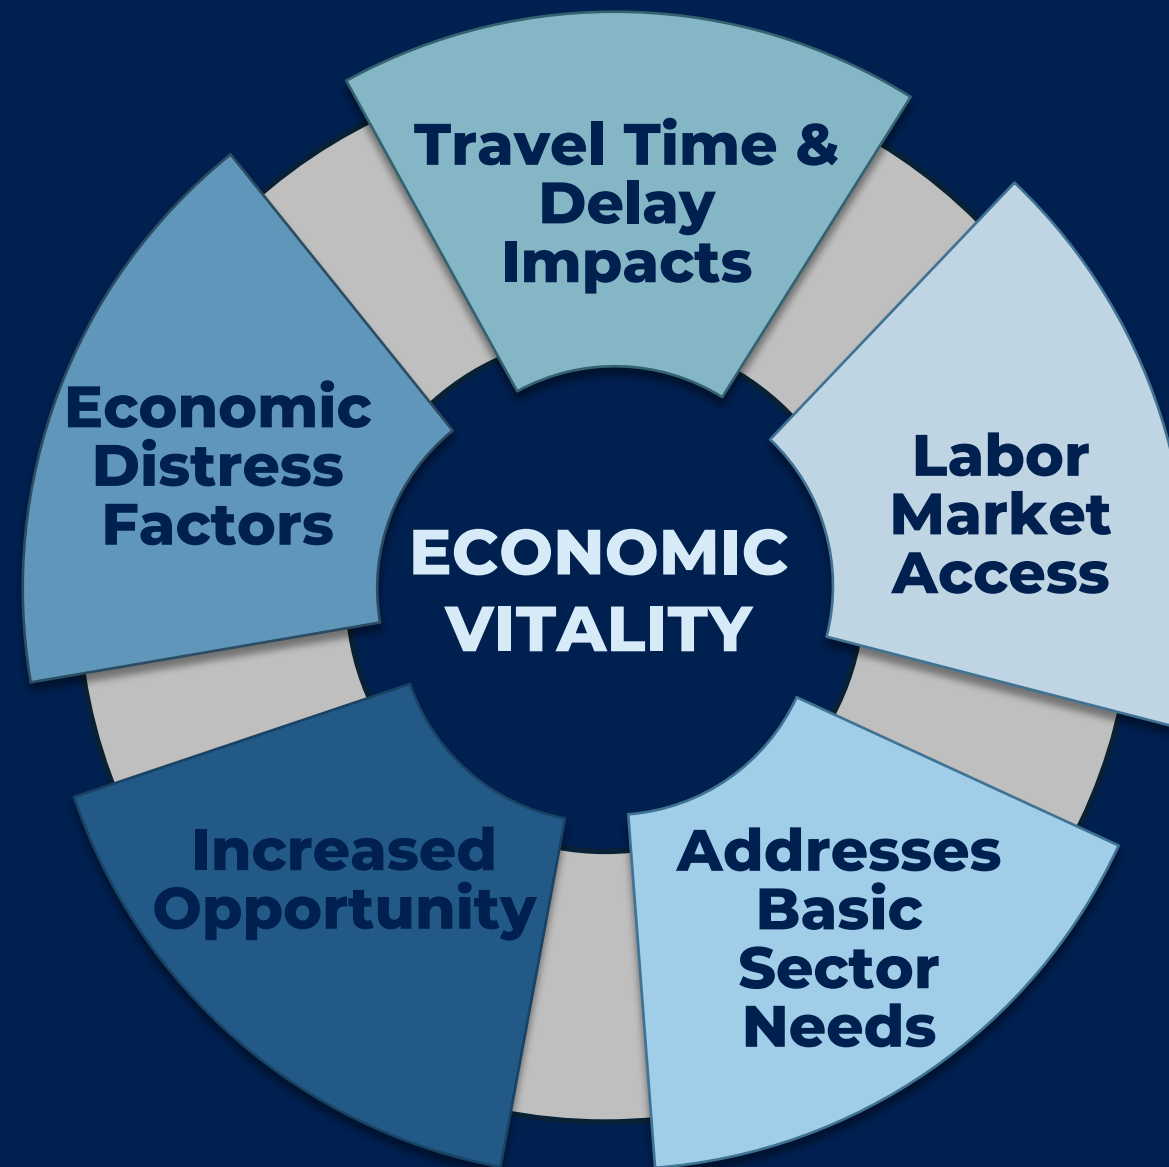 Travel Time &
Delay
Impacts
Labor
Market
Access
Addresses
Basic
Sector
Needs
Increased
Opportunity
Economic
Distress
Factors
ECONOMIC
VITALITY